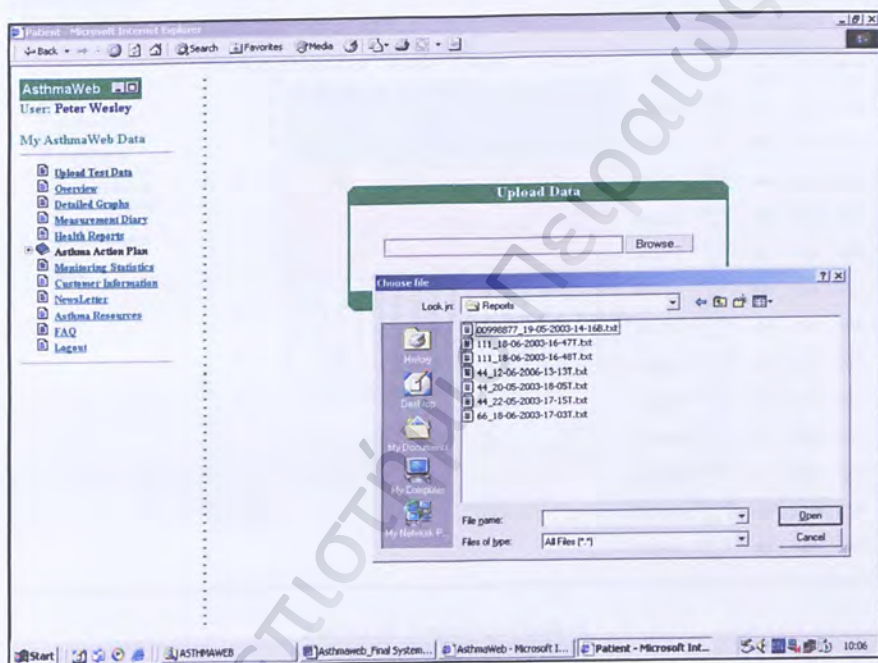 Patient - Microsoft Internet Explorer
Back
Search
Favorites
Media
AsthmaWeb
User: Peter Wesley
My AsthmaWeb Data
Upload Test Data
Overview
Detailed Graphs
Measurement Diary
Health Reports
Asthma Action Plan
Monitoring Statistics
Customer Information
NewsLetter
Asthma Resources
FAQ
Logout
Upload Data
Browse...
Choose file
Look in:
Reports
History
Desktop
My Documents
My Computer
My Network P...
00998877_19-05-2003-14-16B.txt
111_18-06-2003-16-47T.txt
111_18-06-2003-16-48T.txt
44_12-06-2006-13-13T.txt
44_20-05-2003-18-05T.txt
44_22-05-2003-17-15T.txt
66_18-06-2003-17-03T.txt
File name:
Open
Files of type:
All Files (*.*)
Cancel
Start
ASTHMAWEB
Asthmaweb_Final System...
AsthmaWeb - Microsoft I...
Patient - Microsoft Int...
10:06
Πανεπιστήμιο Πειραιώς